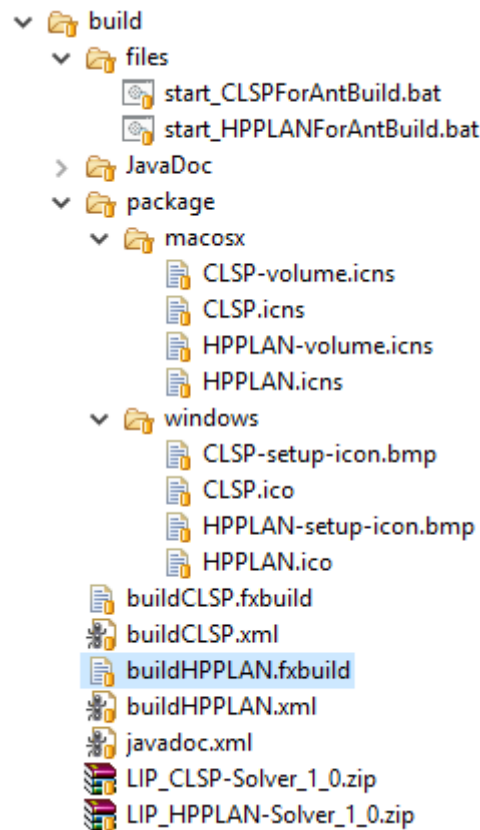 build
files
start_CLSPForAntBuild.bat
start_HPPLANForAntBuild.bat
JavaDoc
package
macosx
CLSP-volume.icns
CLSP.icns
HPPLAN-volume.icns
HPPLAN.icns
windows
CLSP-setup-icon.bmp
CLSP.ico
HPPLAN-setup-icon.bmp
HPPLAN.ico
buildCLSP.fxbuild
buildCLSP.xml
buildHPPLAN.fxbuild
buildHPPLAN.xml
javadoc.xml
LIP_CLSP-Solver_1_0.zip
LIP_HPPLAN-Solver_1_0.zip